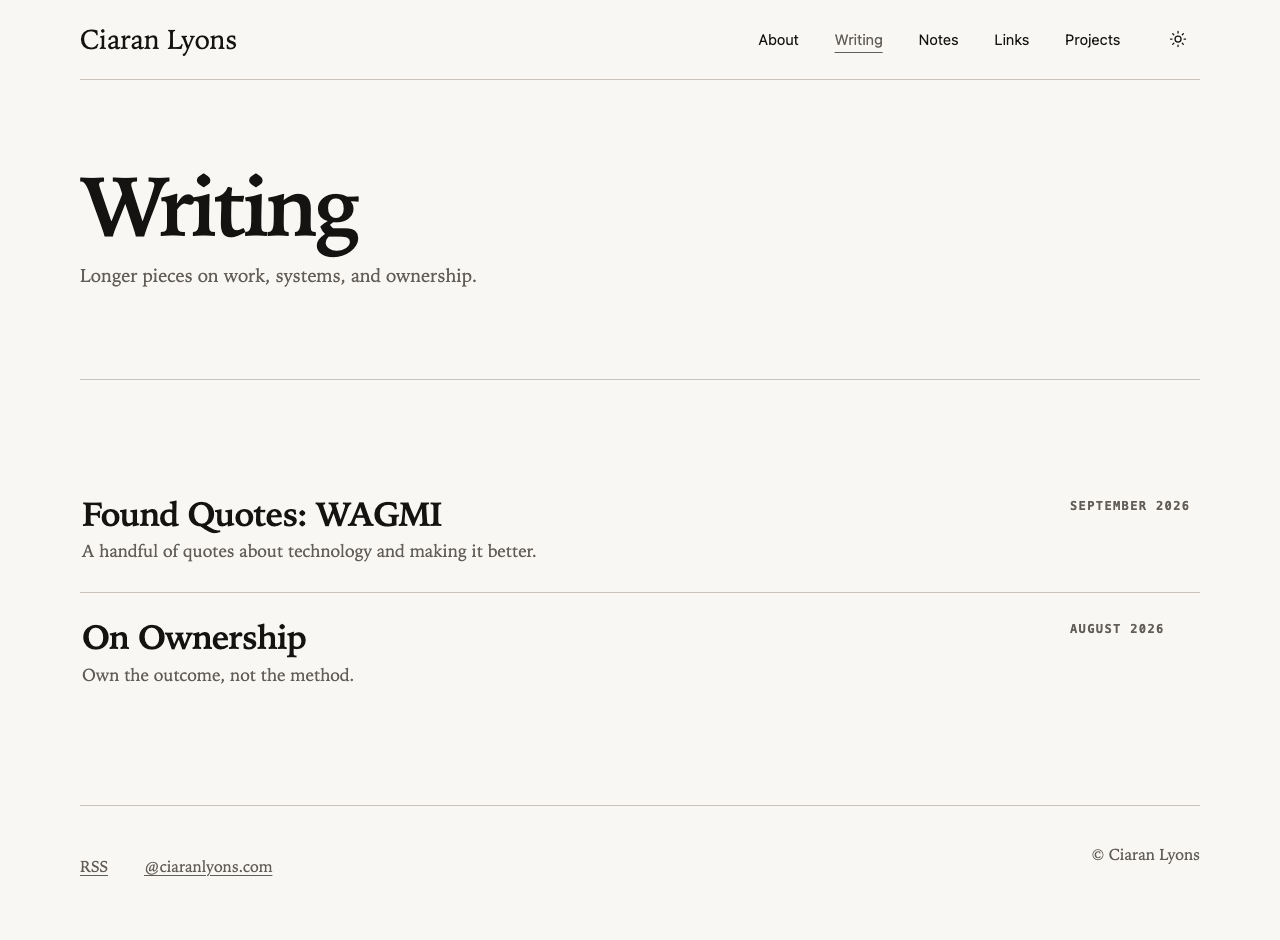 Ciaran Lyons
About
Writing
Notes
Links
Projects
Writing
Longer pieces on work, systems, and ownership.
Found Quotes: WAGMI
SEPTEMBER 2026
A handful of quotes about technology and making it better.
On Ownership
AUGUST 2026
Own the outcome, not the method.
RSS
@ciaranlyons.com
© Ciaran Lyons